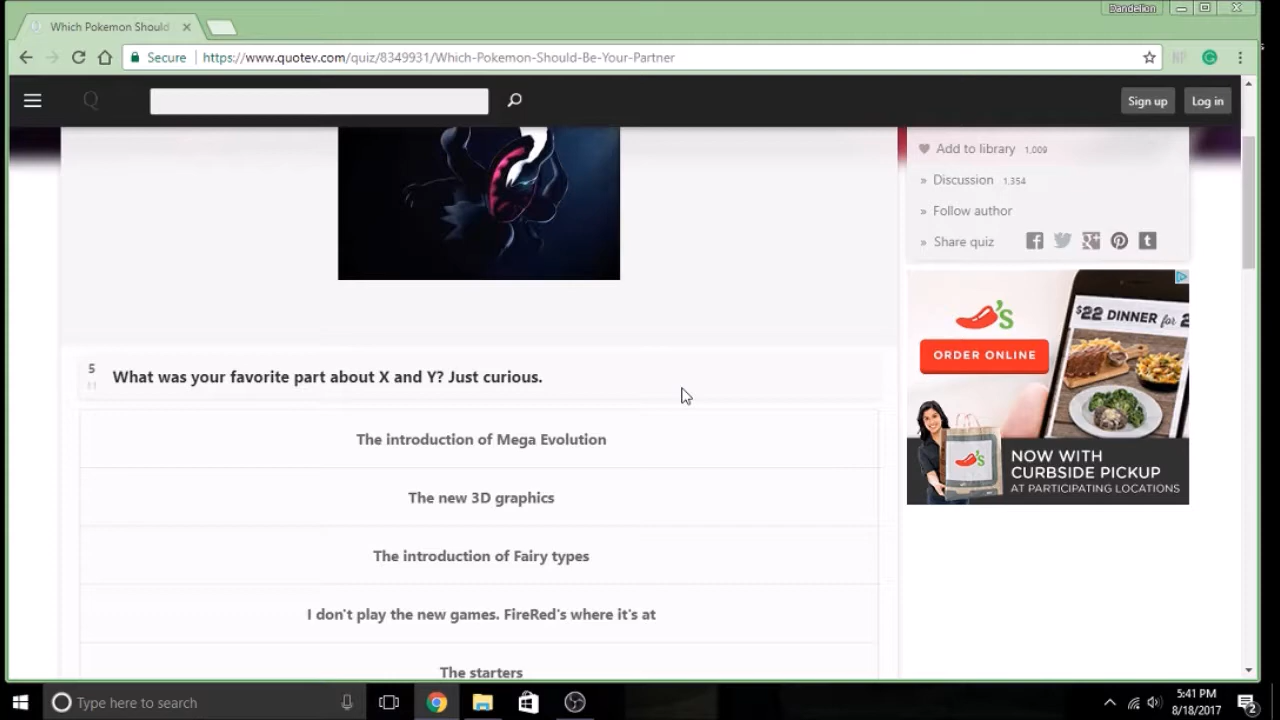 Dandelion
Which Pokemon Should
Secure
https://www.quotev.com/quiz/8349931/Which-Pokemon-Should-Be-Your-Partner
Q
Sign up
Log in
Add to library 1,009
» Discussion 1,354
» Follow author
» Share quiz
5
What was your favorite part about X and Y? Just curious.
The introduction of Mega Evolution
The new 3D graphics
The introduction of Fairy types
I don't play the new games. FireRed's where it's at
The starters
's
$22 DINNER for 2
ORDER ONLINE
's
NOW WITH
CURBSIDE PICKUP
AT PARTICIPATING LOCATIONS
Type here to search
5:41 PM
8/18/2017
2